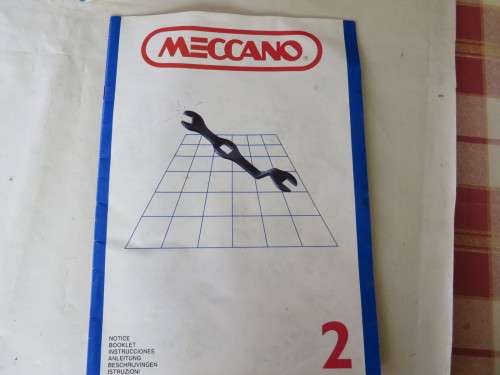 MECCANO
2
NOTICE
BOOKLET
INSTRUCCIONES
ANLEITUNG
BESCHRIJVINGEN
ISTRUZIONI